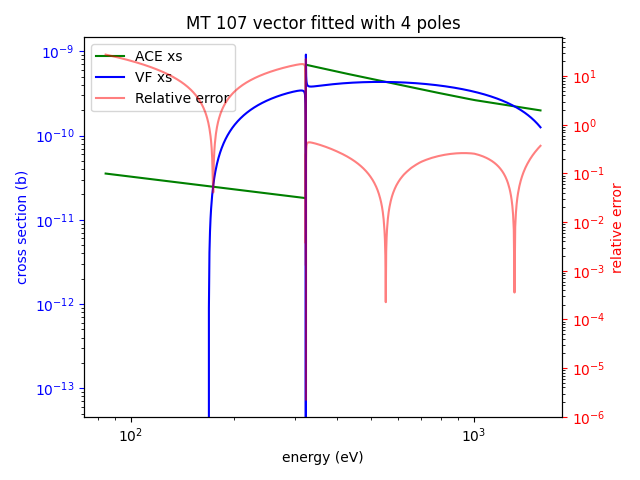 MT 107 vector fitted with 4 poles
ACE xs
VF xs
Relative error
10⁻⁹
10⁻¹⁰
10⁻¹¹
10⁻¹²
10⁻¹³
cross section (b)
10¹
10⁰
10⁻¹
10⁻²
10⁻³
10⁻⁴
10⁻⁵
10⁻⁶
relative error
10²
10³
energy (eV)